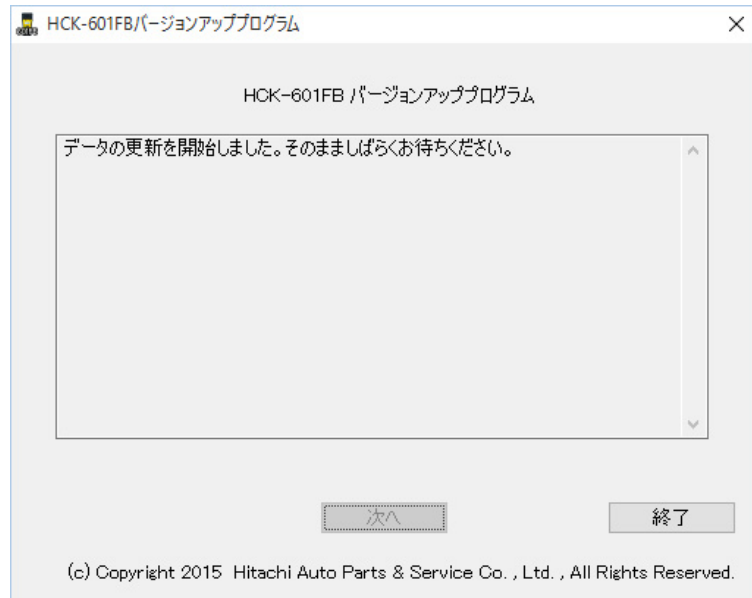 HCK-601FBバージョンアッププログラム
HCK-601FB バージョンアッププログラム
データの更新を開始しました。そのまましばらくお待ちください。
次へ
終了
(c) Copyright 2015 Hitachi Auto Parts & Service Co. , Ltd. , All Rights Reserved.